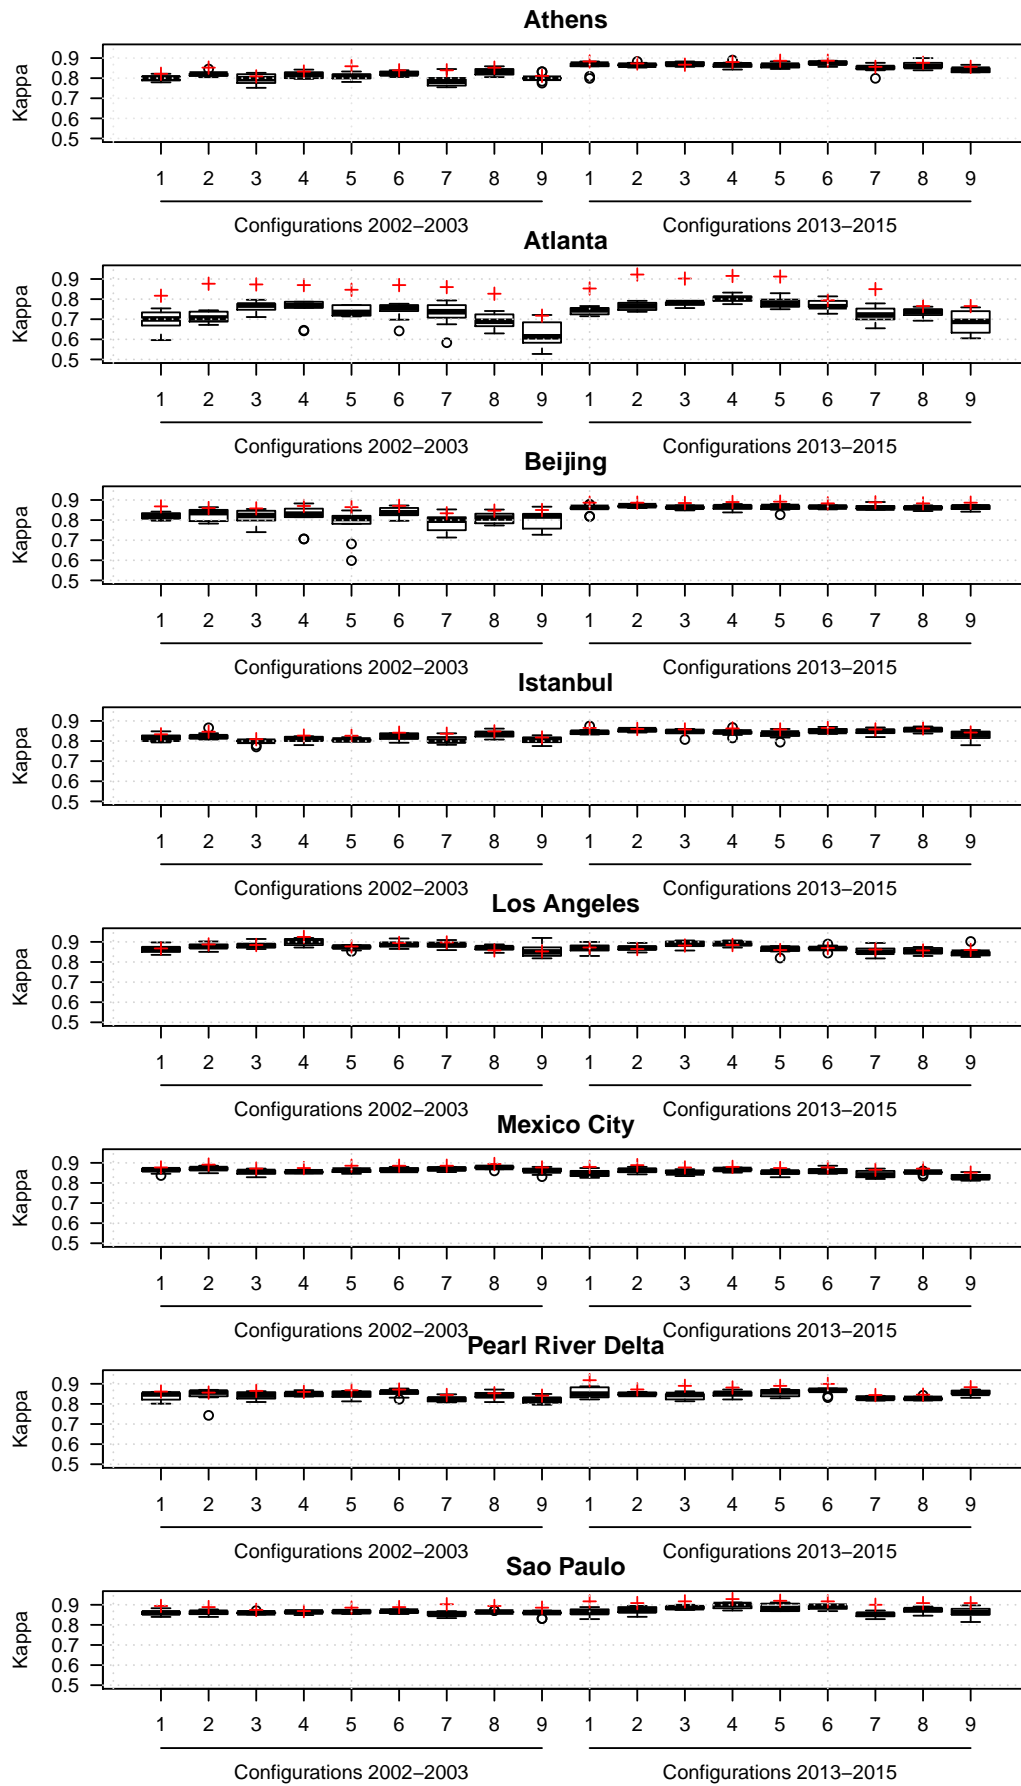 Athens
Kappa
0.9
0.8
0.7
0.6
0.5
1 2 3 4 5 6 7 8 9 1 2 3 4 5 6 7 8 9
Configurations 2002−2003 Configurations 2013−2015
Atlanta
Kappa
0.9
0.8
0.7
0.6
0.5
1 2 3 4 5 6 7 8 9 1 2 3 4 5 6 7 8 9
Configurations 2002−2003 Configurations 2013−2015
Beijing
Kappa
0.9
0.8
0.7
0.6
0.5
1 2 3 4 5 6 7 8 9 1 2 3 4 5 6 7 8 9
Configurations 2002−2003 Configurations 2013−2015
Istanbul
Kappa
0.9
0.8
0.7
0.6
0.5
1 2 3 4 5 6 7 8 9 1 2 3 4 5 6 7 8 9
Configurations 2002−2003 Configurations 2013−2015
Los Angeles
Kappa
0.9
0.8
0.7
0.6
0.5
1 2 3 4 5 6 7 8 9 1 2 3 4 5 6 7 8 9
Configurations 2002−2003 Configurations 2013−2015
Mexico City
Kappa
0.9
0.8
0.7
0.6
0.5
1 2 3 4 5 6 7 8 9 1 2 3 4 5 6 7 8 9
Configurations 2002−2003 Configurations 2013−2015
Pearl River Delta
Kappa
0.9
0.8
0.7
0.6
0.5
1 2 3 4 5 6 7 8 9 1 2 3 4 5 6 7 8 9
Configurations 2002−2003 Configurations 2013−2015
Sao Paulo
Kappa
0.9
0.8
0.7
0.6
0.5
1 2 3 4 5 6 7 8 9 1 2 3 4 5 6 7 8 9
Configurations 2002−2003 Configurations 2013−2015